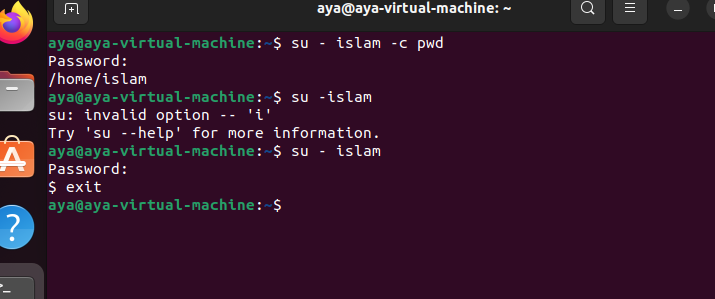 aya@aya-virtual-machine: ~
aya@aya-virtual-machine:~$ su - islam -c pwd
Password:
/home/islam
aya@aya-virtual-machine:~$ su -islam
su: invalid option -- 'i'
Try 'su --help' for more information.
aya@aya-virtual-machine:~$ su - islam
Password:
$ exit
aya@aya-virtual-machine:~$